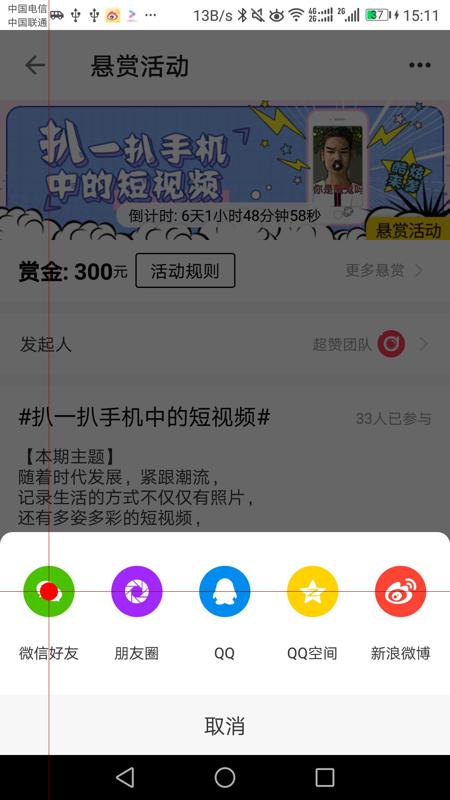 中国电信
中国联通
13B/s
4G
2G
2G
37
15:11
悬赏活动
扒一扒手机
中的短视频
倒计时: 6天1小时48分钟58秒
悬赏活动
赏金: 300元
活动规则
更多悬赏
发起人
超赞团队
#扒一扒手机中的短视频#
33人已参与
【本期主题】
随着时代发展，紧跟潮流，
记录生活的方式不仅仅有照片，
还有多姿多彩的短视频，
微信好友
朋友圈
QQ
QQ空间
新浪微博
取消